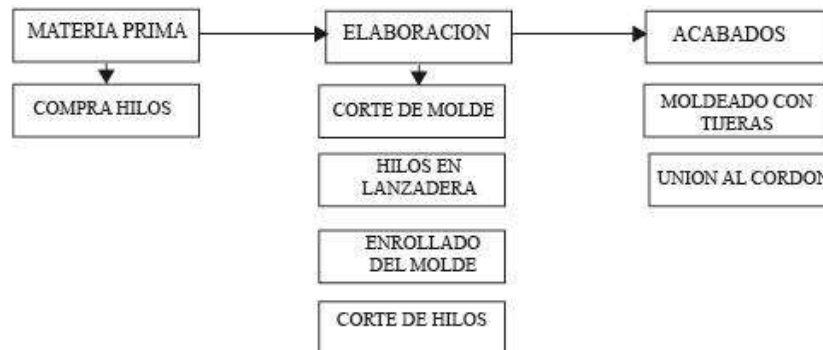 MATERIA PRIMA
ELABORACION
ACABADOS
COMPRA HILOS
CORTE DE MOLDE
MOLDEADO CON
TIJERAS
HILOS EN
LANZADERA
UNION AL CORDON
ENROLLADO
DEL MOLDE
CORTE DE HILOS